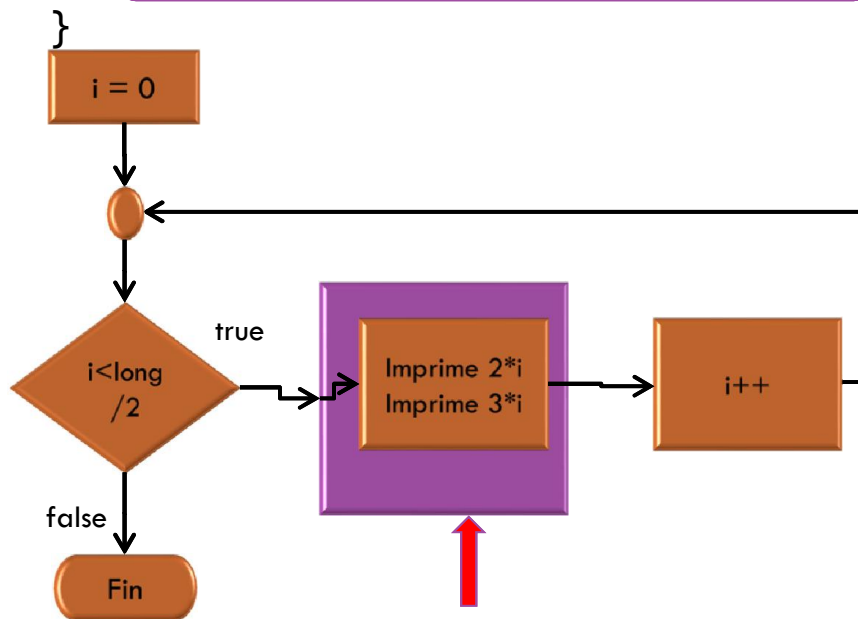 }
i = 0
true
i<long
/2
Imprime 2*i
Imprime 3*i
i++
false
Fin